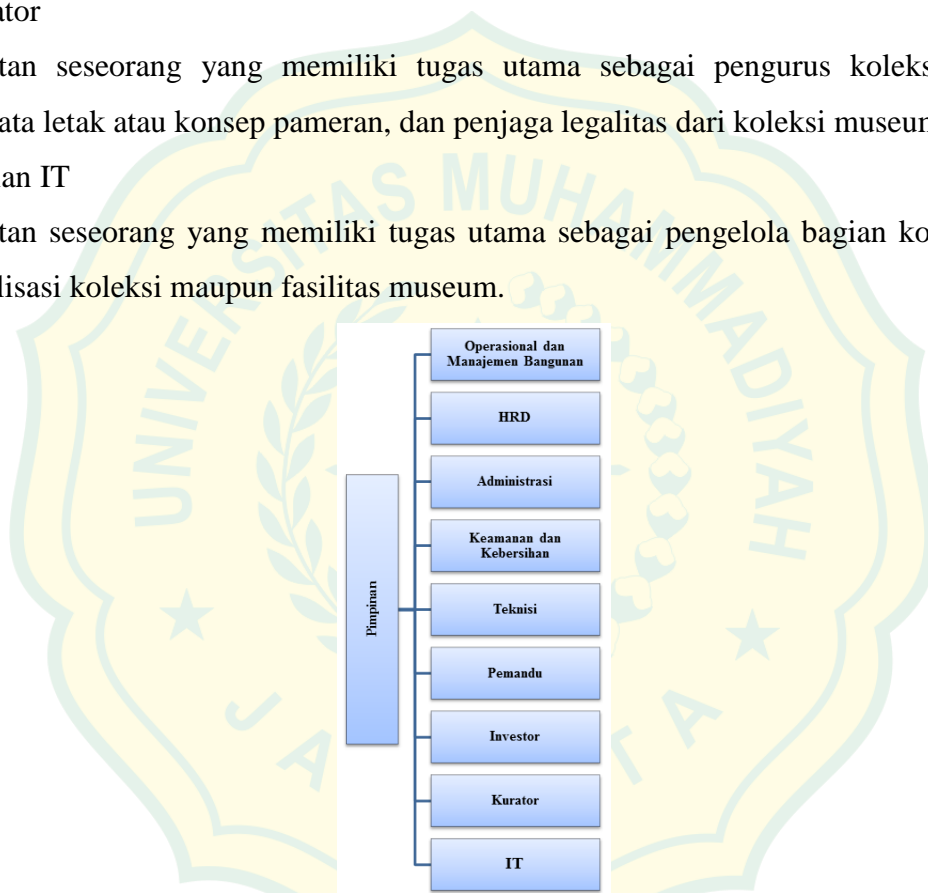 ator
tan seseorang yang memiliki tugas utama sebagai pengurus koleks
ata letak atau konsep pameran, dan penjaga legalitas dari koleksi museum
an IT
tan seseorang yang memiliki tugas utama sebagai pengelola bagian ko
lisasi koleksi maupun fasilitas museum.
Operasional dan
Manajemen Bangunan
HRD
Administrasi
Keamanan dan
Kebersihan
Teknisi
Pimpinan
Pemandu
Investor
Kurator
IT
UNIVERSITAS MUHAMMADIYAH